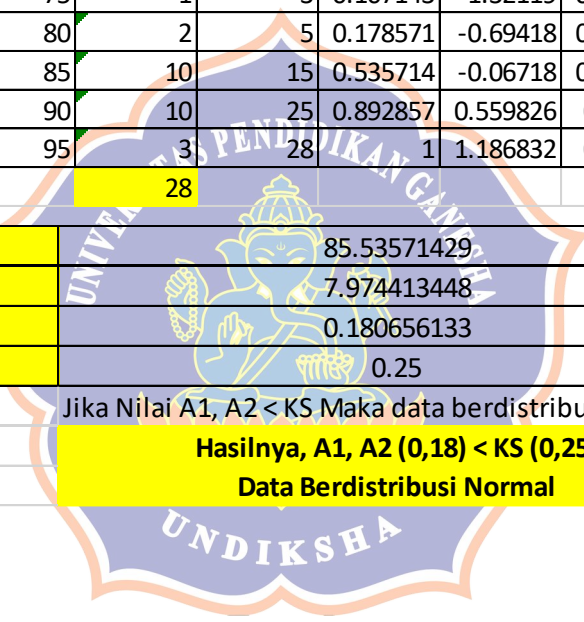 80 2 5 0.178571 -0.69418
85 10 15 0.535714 -0.06718
90 10 25 0.892857 0.559826
95 3 28 1 1.186832
28
85.53571429
7.974413448
0.180656133
0.25
Jika Nilai A1, A2 < KS Maka data berdistribu
Hasilnya, A1, A2 (0,18) < KS (0,25
Data Berdistribusi Normal
UNIVERSITAS PENDIDIKAN GANESHA
UNDIKSHA